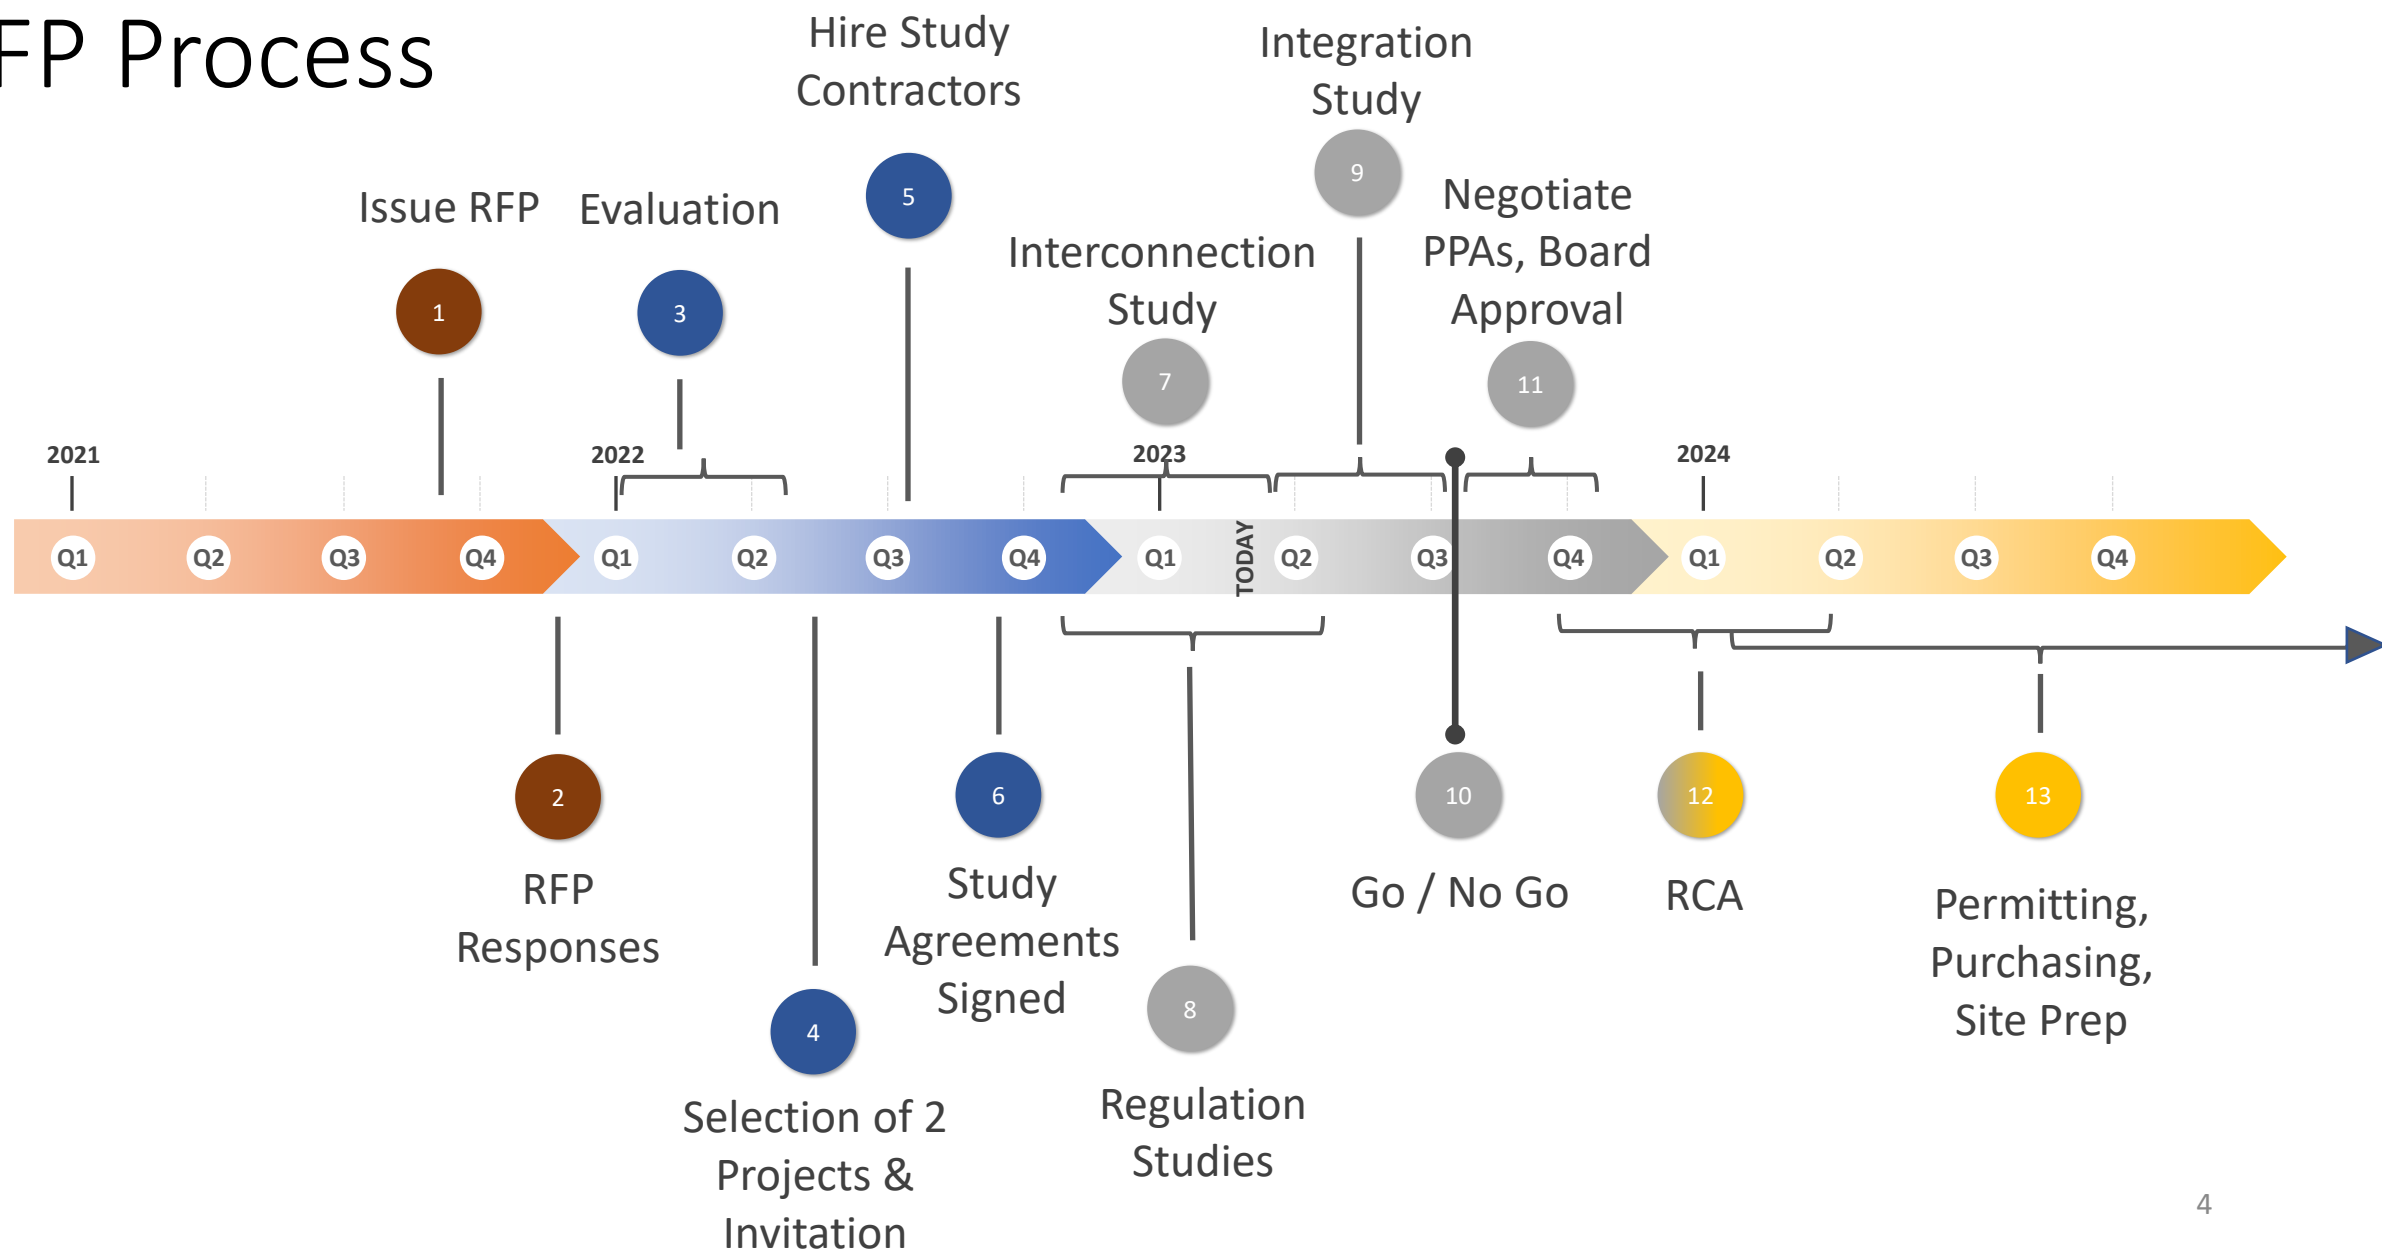 FP Process
Hire Study
Contractors
5
Integration
Study
9
Issue RFP
1
Evaluation
3
Interconnection
Study
7
Negotiate
PPAs, Board
Approval
11
2021
2022
2023
2024
Q1
Q2
Q3
Q4
Q1
Q2
Q3
Q4
Q1
TODAY
Q2
Q3
Q4
Q1
Q2
Q3
Q4
2
RFP
Responses
4
Selection of 2
Projects &
Invitation
6
Study
Agreements
Signed
8
Regulation
Studies
10
Go / No Go
12
RCA
13
Permitting,
Purchasing,
Site Prep
4